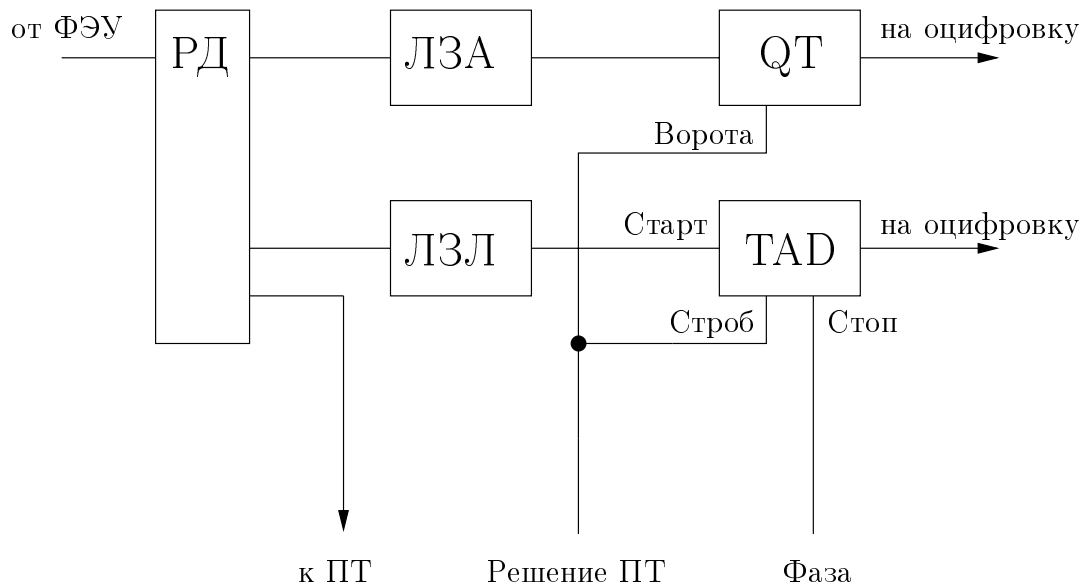 от ФЭУ
РД
ЛЗА
QT
на оцифровку
Ворота
ЛЗЛ
Старт
TAD
на оцифровку
Строб
Стоп
к ПТ
Решение ПТ
Фаза